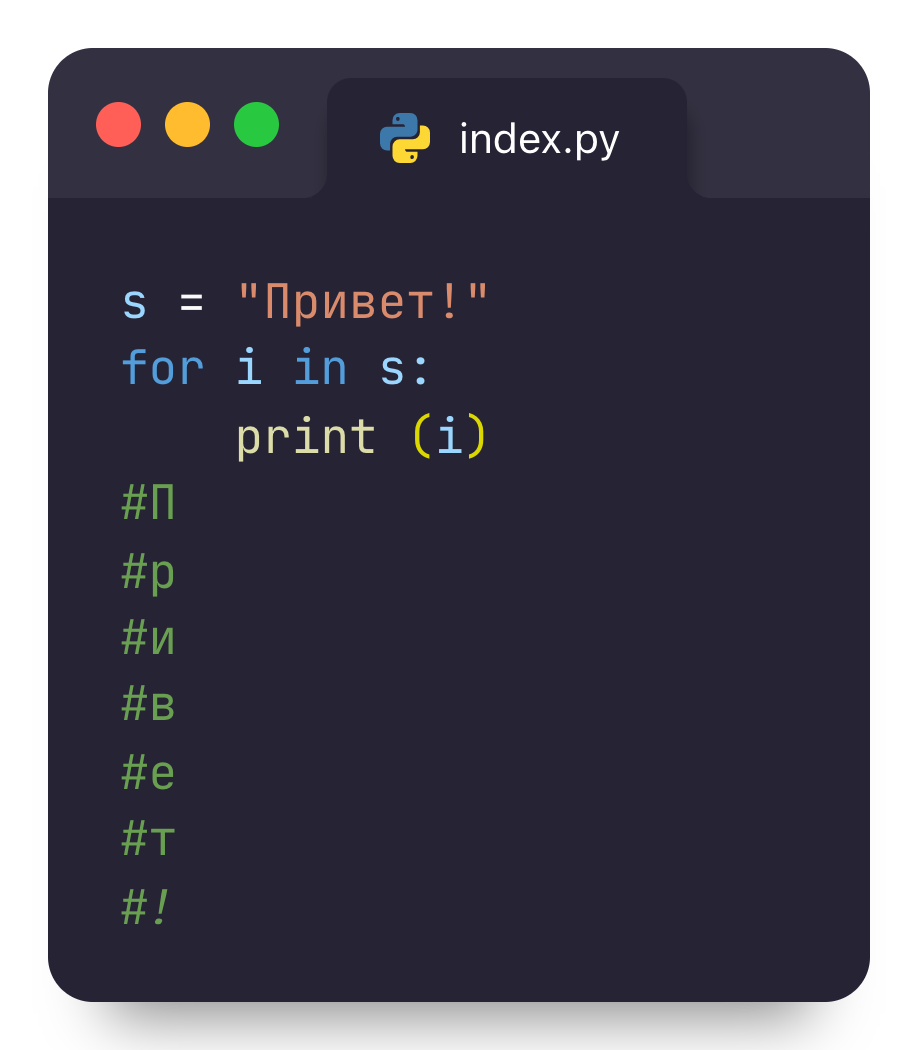 index.py
s = "Привет!"
for i in s:
    print (i)
#П
#р
#и
#в
#е
#т
#!